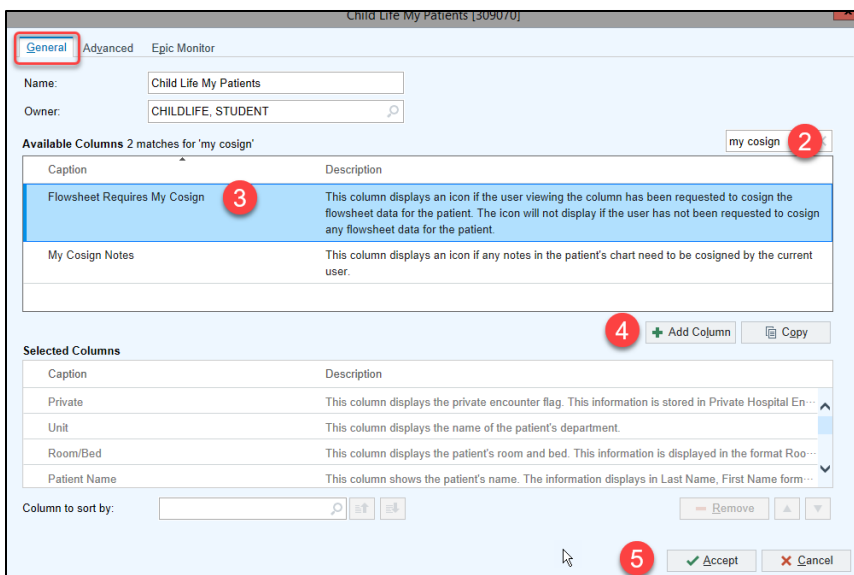 Child Life My Patients [309070]
General Advanced Epic Monitor
Name: Child Life My Patients
Owner: CHILDLIFE, STUDENT
Available Columns 2 matches for 'my cosign' my cosign 2
Caption Description
Flowsheet Requires My Cosign 3 This column displays an icon if the user viewing the column has been requested to cosign the
flowsheet data for the patient. The icon will not display if the user has not been requested to cosign
any flowsheet data for the patient.
My Cosign Notes This column displays an icon if any notes in the patient's chart need to be cosigned by the current
user.
4 Add Column Copy
Selected Columns
Caption Description
Private This column displays the private encounter flag. This information is stored in Private Hospital En···
Unit This column displays the name of the patient's department.
Room/Bed This column displays the patient's room and bed. This information is displayed in the format Roo···
Patient Name This column shows the patient's name. The information displays in Last Name, First Name form···
Column to sort by: Remove
5 Accept Cancel